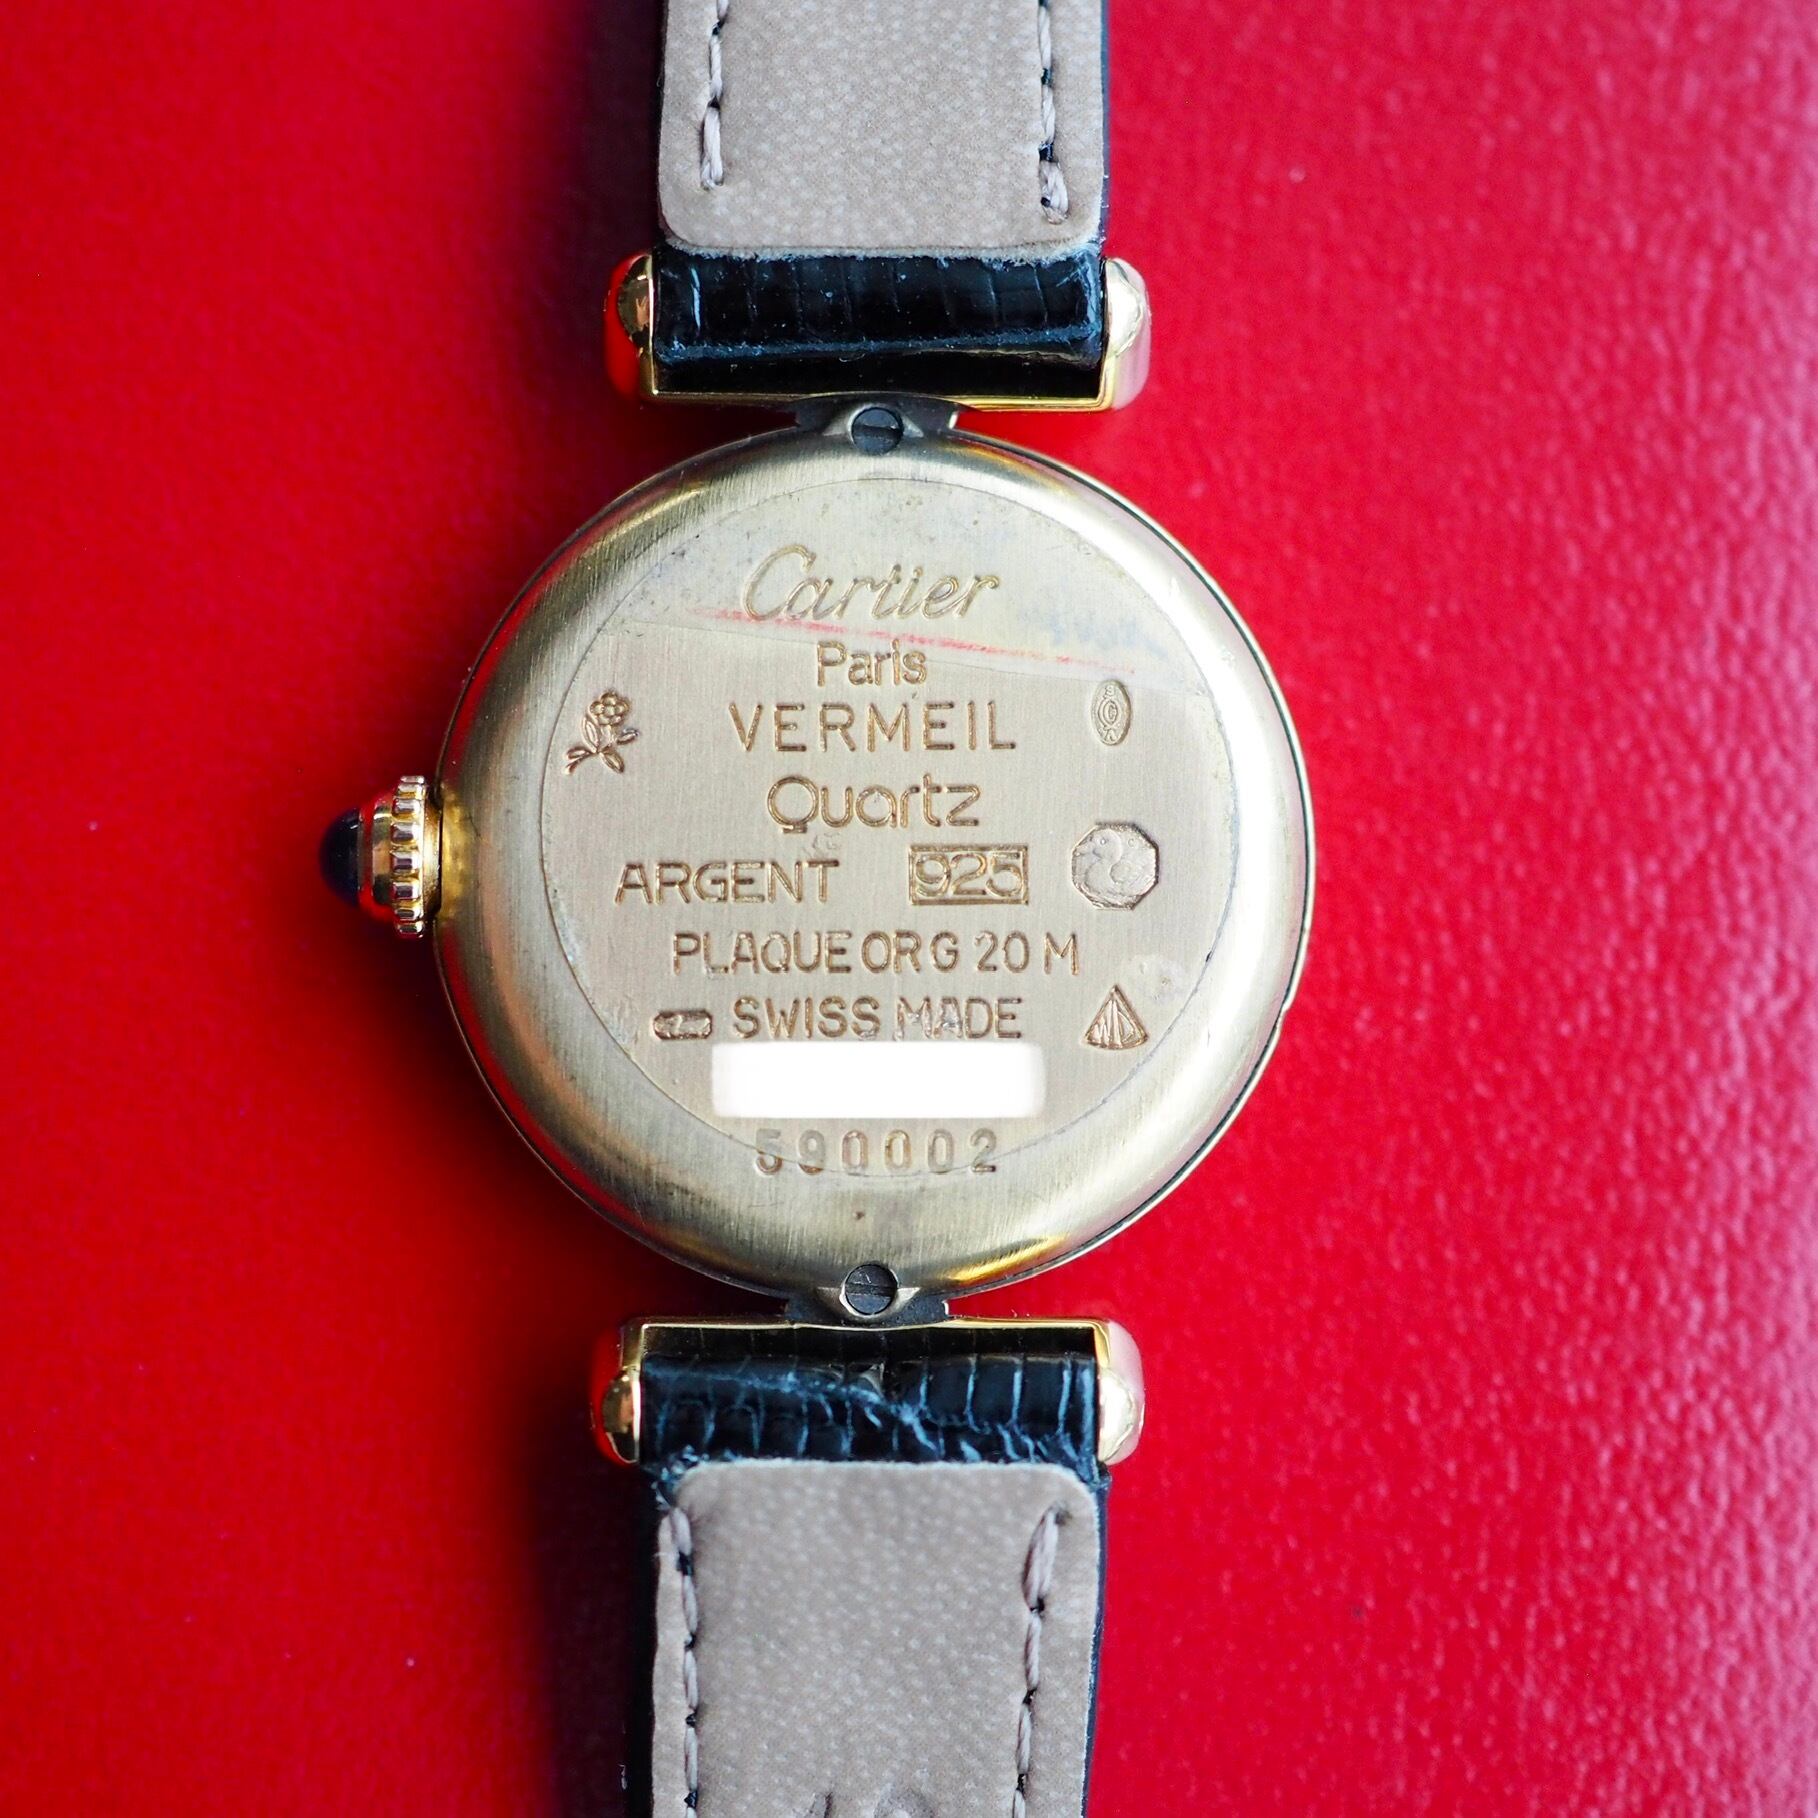 Cartier
Paris
VERMEIL
Quartz
ARGENT 925
PLAQUE OR G 20 M
SWISS MADE
590002